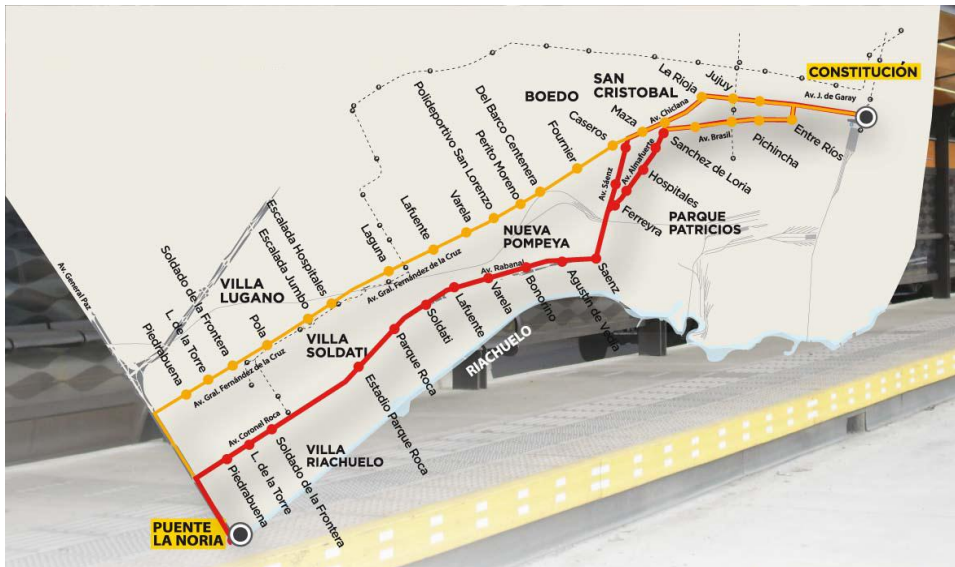 CONSTITUCIÓN
Av. J. de Garay
Jujuy
La Rioja
SAN
CRISTOBAL
BOEDO
Av. Chiclana
Maza
Caseros
Fournier
Del Barco Centenera
Perito Moreno
Polideportivo San Lorenzo
Varela
Lafuente
Laguna
Escalada Hospitales
Escalada Jumbo
Pola
Soldado de la Frontera
L. de la Torre
Piedrabuena
Av. General Paz
Av. Gral. Fernández de la Cruz
Av. Gral. Fernández de la Cruz
VILLA
LUGANO
VILLA
SOLDATI
NUEVA
POMPEYA
PARQUE
PATRICIOS
Av. Brasil
Entre Ríos
Pichincha
Sanchez de Loria
Av. Almafuerte
Hospitales
Ferreyra
Av. Sáenz
Saenz
Av. Rabanal
Agustín de Vedia
Bonorino
Varela
Lafuente
Soldati
Parque Roca
Estadio Parque Roca
RIACHUELO
Av. Coronel Roca
Soldado de la Frontera
L. de la Torre
Piedrabuena
VILLA
RIACHUELO
PUENTE
LA NORIA